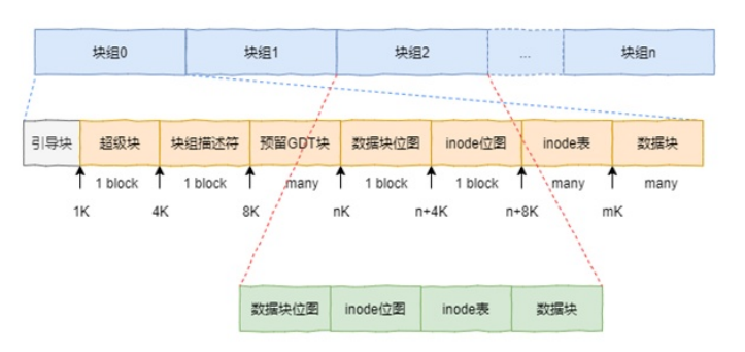 块组0 块组1 块组2 ... 块组n
引导块 超级块 块组描述符 预留GDT块 数据块位图 inode位图 inode表 数据块
1 block 1 block many 1 block 1 block many many
1K 4K 8K nK n+4K n+8K mK
数据块位图 inode位图 inode表 数据块